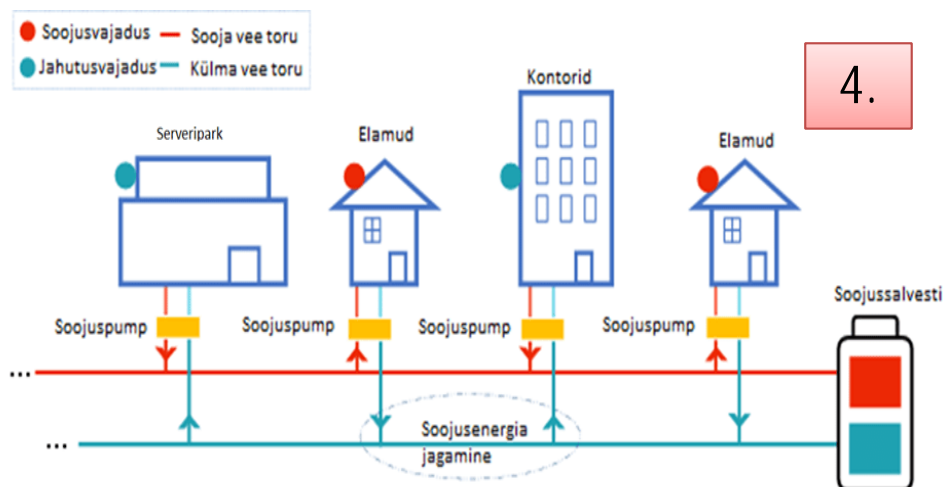 Soojusvajadus
Sooja vee toru
Jahutusvajadus
Külma vee toru
4.
Kontorid
Serveripark
Elamud
Elamud
Soojussalvesti
Soojuspump
Soojuspump
Soojuspump
Soojuspump
...
...
Soojusenergia
jagamine